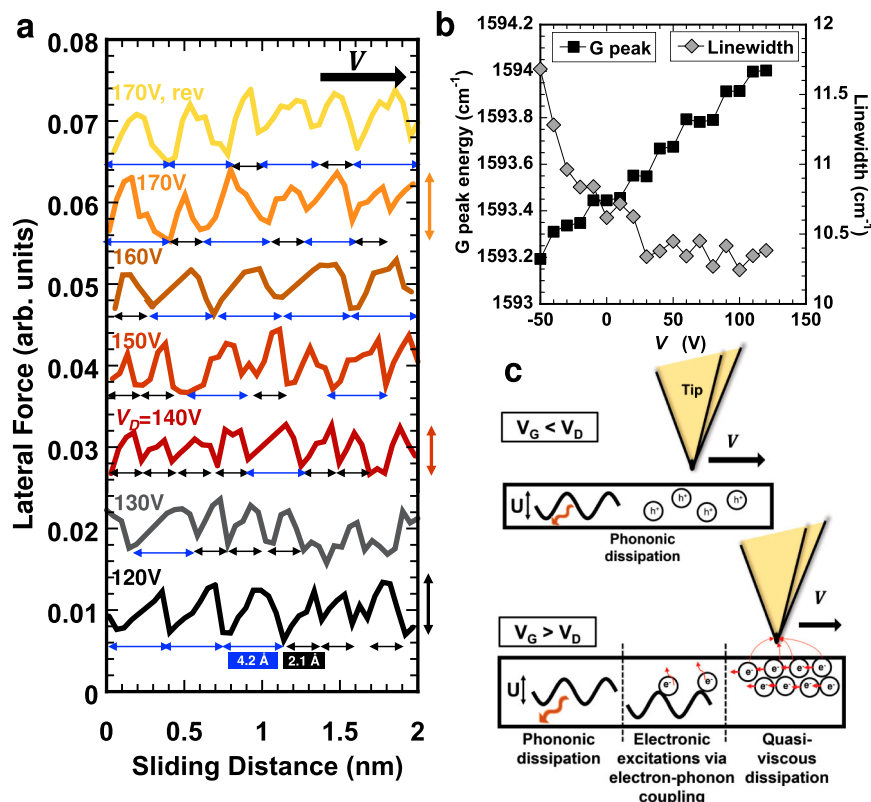 a
0.08
0.07
0.06
0.05
0.04
0.03
0.02
0.01
0
Lateral Force (arb. units)
V
170V, rev
170V
160V
150V
V_D=140V
130V
120V
4.2 Å
2.1 Å
0
0.5
1
1.5
2
Sliding Distance (nm)
b
1594.2
1594
1593.8
1593.6
1593.4
1593.2
1593
G peak energy (cm⁻¹)
G peak
Linewidth
12
11.5
11
10.5
10
Linewidth (cm⁻¹)
-50
0
50
100
150
V (V)
c
Tip
V_G < V_D
V
U
h⁺ h⁺ h⁺ h⁺
Phononic
dissipation
V
V_G > V_D
U
e⁻ e⁻
e⁻ e⁻ e⁻ e⁻
e⁻ e⁻ e⁻ e⁻
Phononic
dissipation
Electronic
excitations via
electron-phonon
coupling
Quasi-
viscous
dissipation